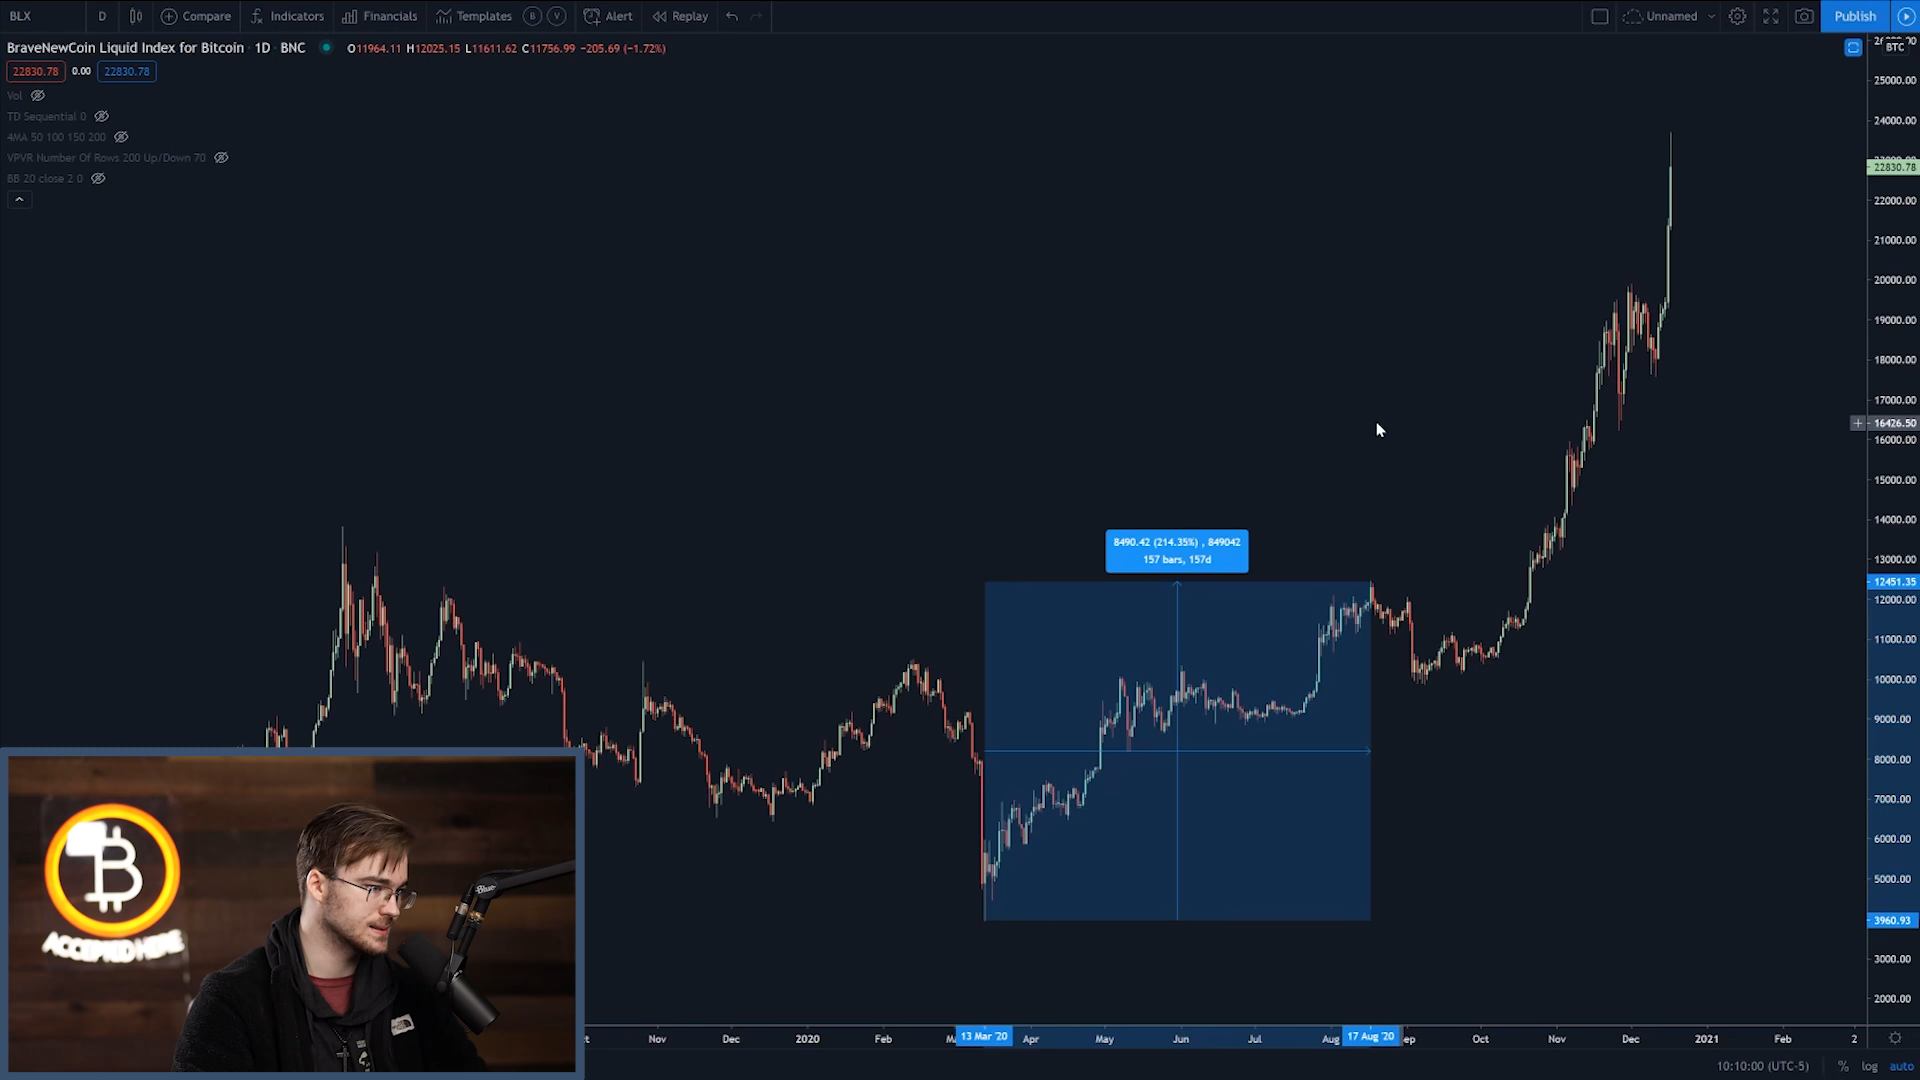 BLX D Compare Indicators Financials Templates B V Alert Replay Unnamed Publish
BraveNewCoin Liquid Index for Bitcoin · 1D · BNC O11964.11 H12025.15 L11611.62 C11756.99 −205.69 (−1.72%)
22830.78 0.00 22830.78
Vol
TD Sequential 0
4MA 50 100 150 200
VPVR Number Of Rows 200 Up/Down 70
BB 20 close 2 0
BTC
25000.00
24000.00
22830.78
22000.00
21000.00
20000.00
19000.00
18000.00
17000.00
16426.50
16000.00
15000.00
14000.00
13000.00
12451.35
12000.00
11000.00
10000.00
9000.00
8000.00
7000.00
6000.00
5000.00
3960.93
3000.00
2000.00
8490.42 (214.35%) , 849042
157 bars, 157d
B
ACCEPTED HERE
Blue
Nov Dec 2020 Feb 13 Mar '20 Apr May Jun Jul Aug 17 Aug '20 ep Oct Nov Dec 2021 Feb 2
10:10:00 (UTC-5) % log auto